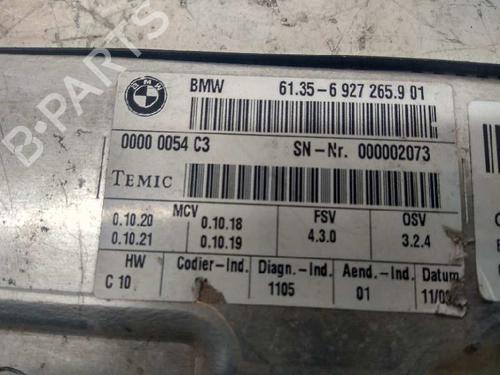 B-PARTS
BMW
BMW 61.35-6 927 265.9 01
0000 0054 C3 SN-Nr. 000002073
TEMIC
MCV FSV OSV
0.10.20 0.10.18 4.3.0 3.2.4
0.10.21 0.10.19
HW Codier-Ind. Diagn.-Ind. Aend.-Ind. Datum
C 10 1105 01